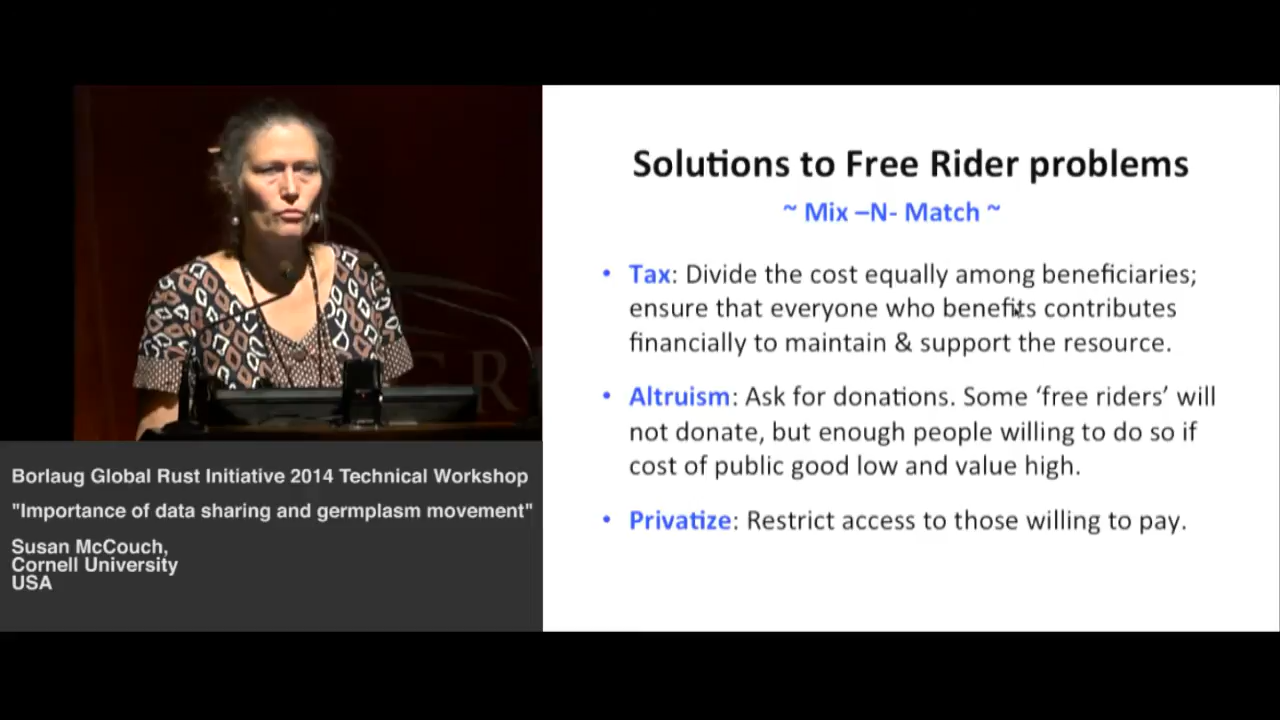 Solutions to Free Rider problems
~ Mix –N- Match ~
• Tax: Divide the cost equally among beneficiaries;
ensure that everyone who benefits contributes
financially to maintain & support the resource.
• Altruism: Ask for donations. Some ‘free riders’ will
not donate, but enough people willing to do so if
cost of public good low and value high.
• Privatize: Restrict access to those willing to pay.
Borlaug Global Rust Initiative 2014 Technical Workshop
"Importance of data sharing and germplasm movement"
Susan McCouch,
Cornell University
USA